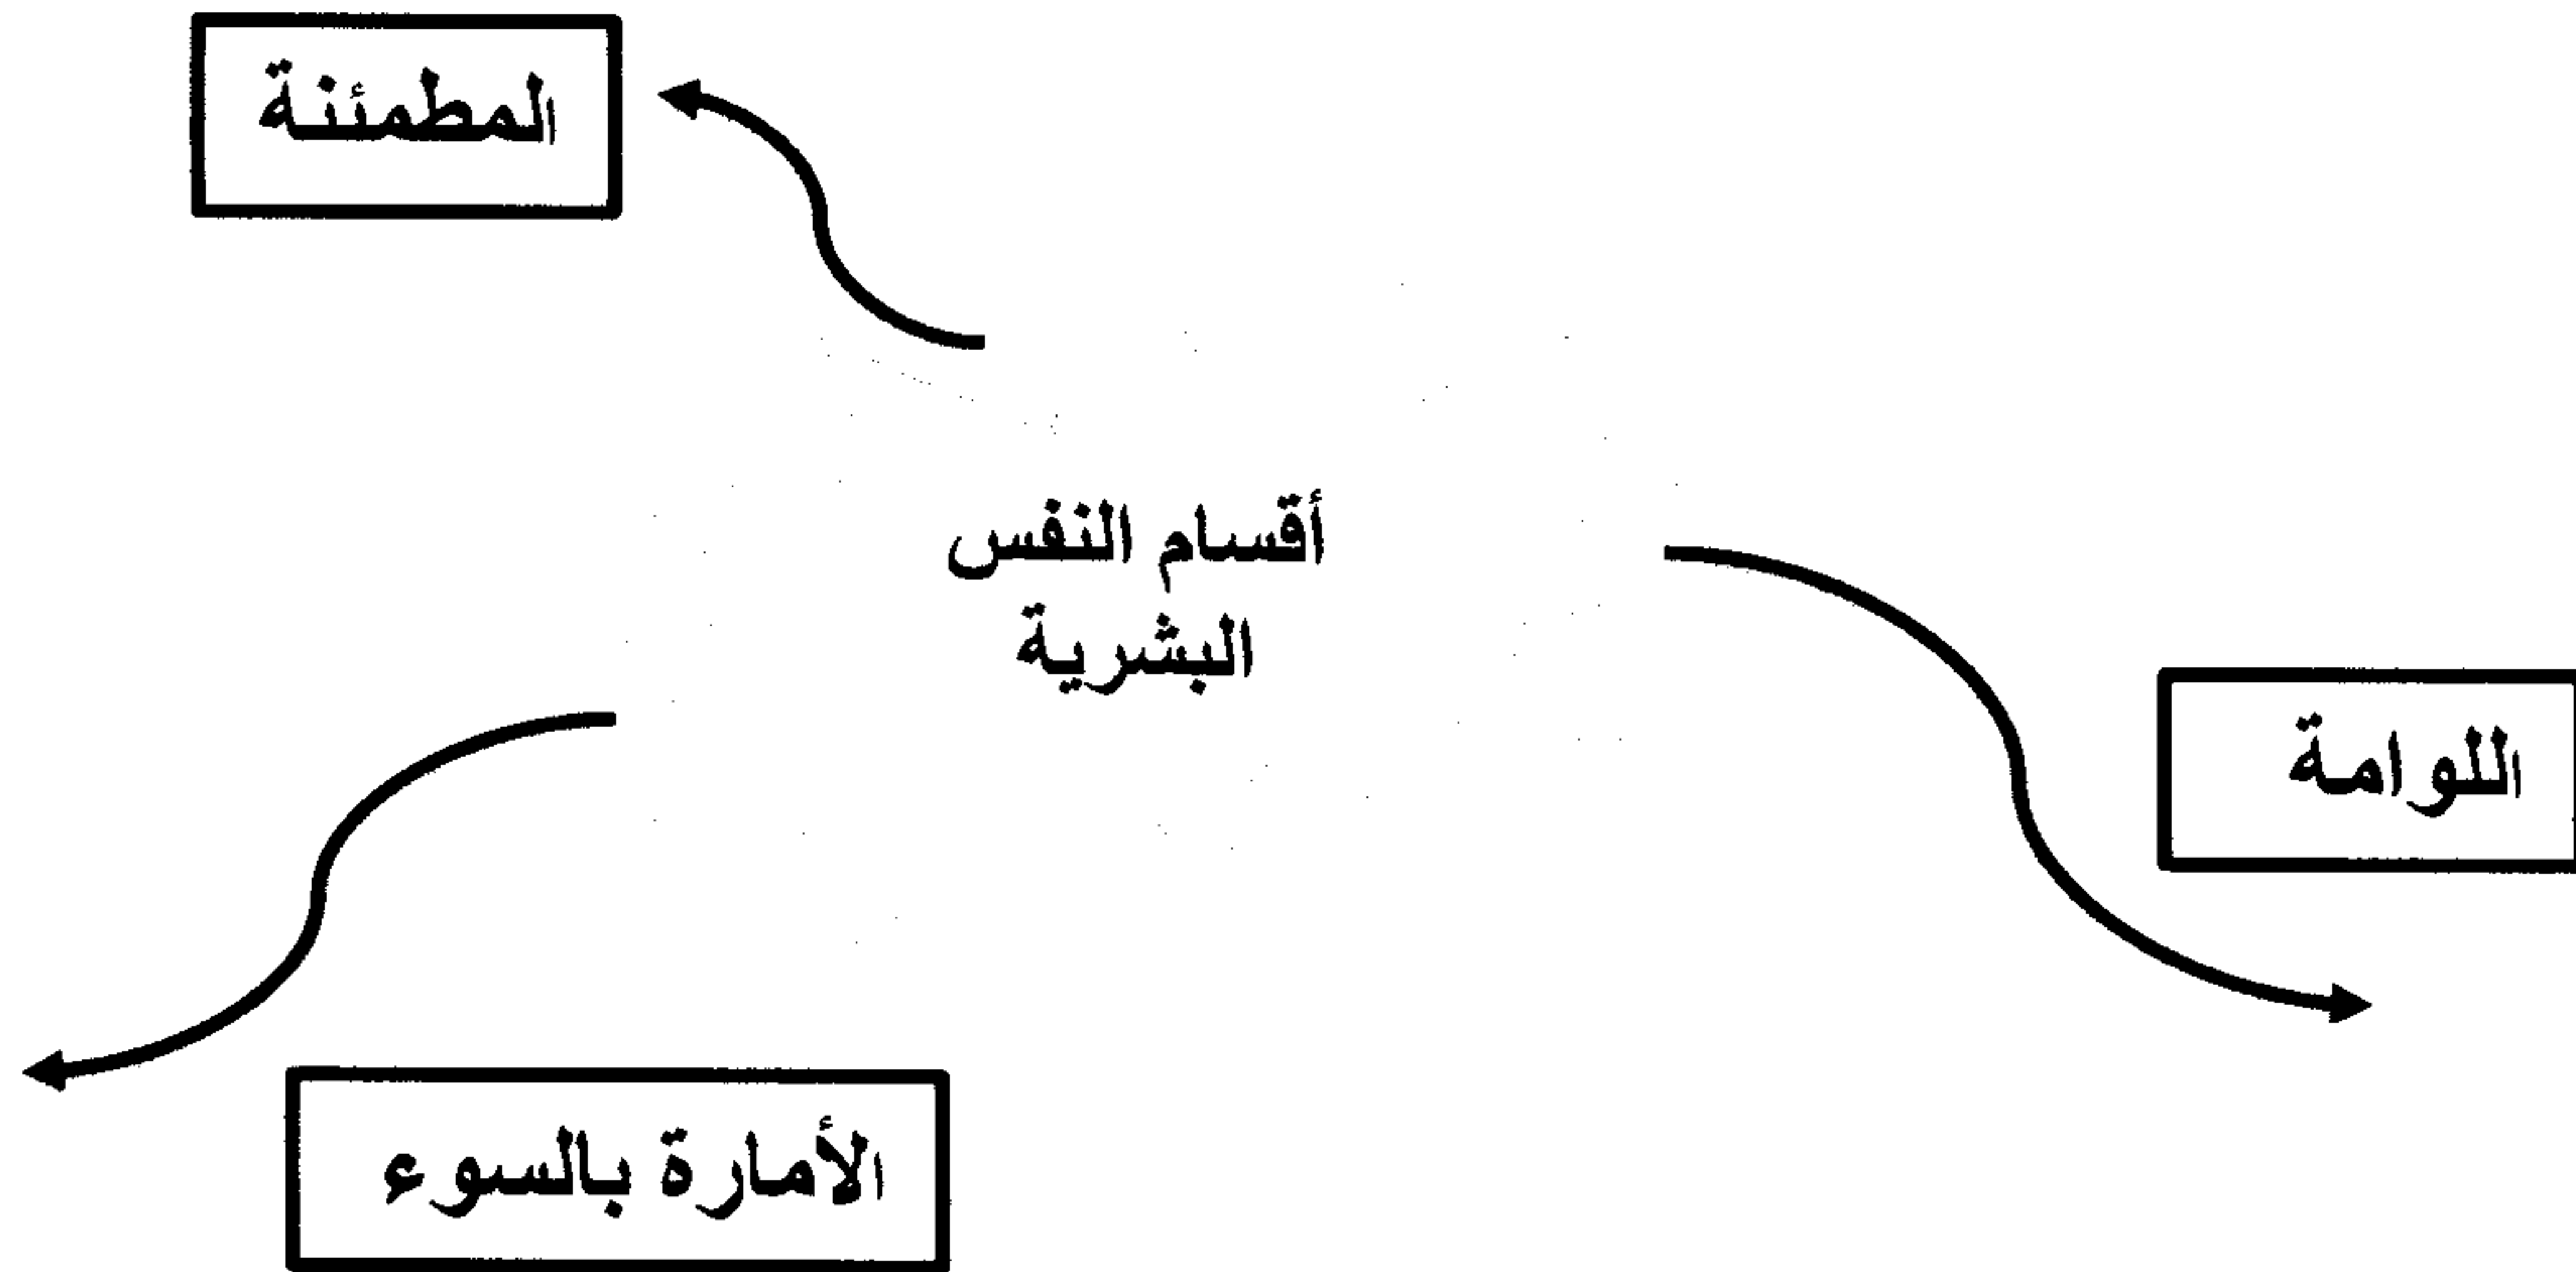 المطمئنة
أقسام النفس
البشرية
اللوامة
الأمارة بالسوء